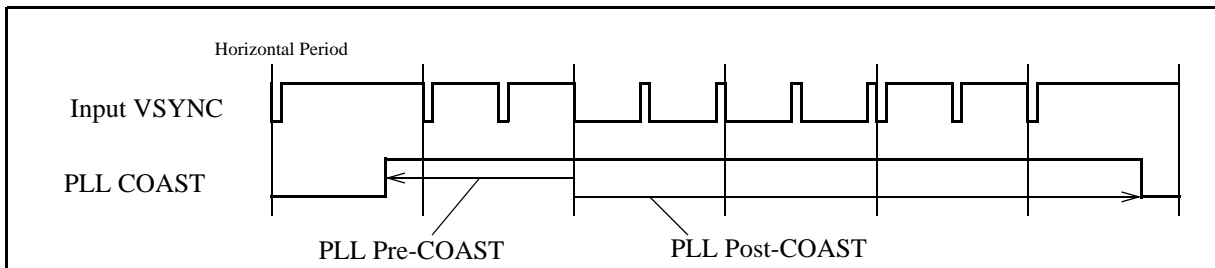 Horizontal Period
Input VSYNC
PLL COAST
PLL Pre-COAST
PLL Post-COAST